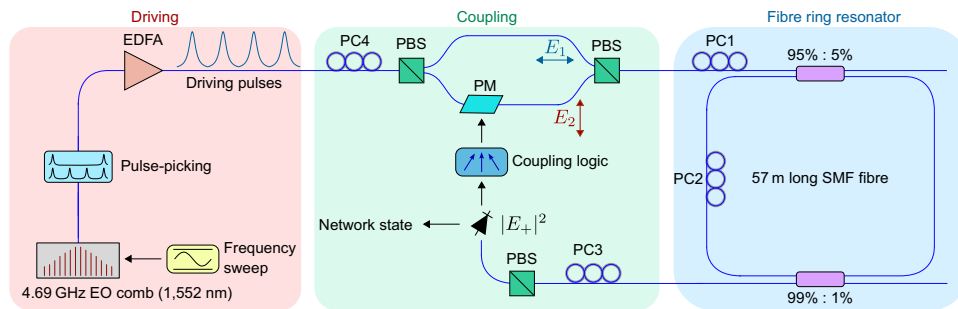 Driving
Coupling
Fibre ring resonator
EDFA
Driving pulses
Pulse-picking
Frequency
sweep
4.69 GHz EO comb (1,552 nm)
PC4
PBS
E₁
PBS
PM
E₂
Coupling logic
Network state
|E₊|²
PBS
PC3
PC1
95% : 5%
PC2
57 m long SMF fibre
99% : 1%